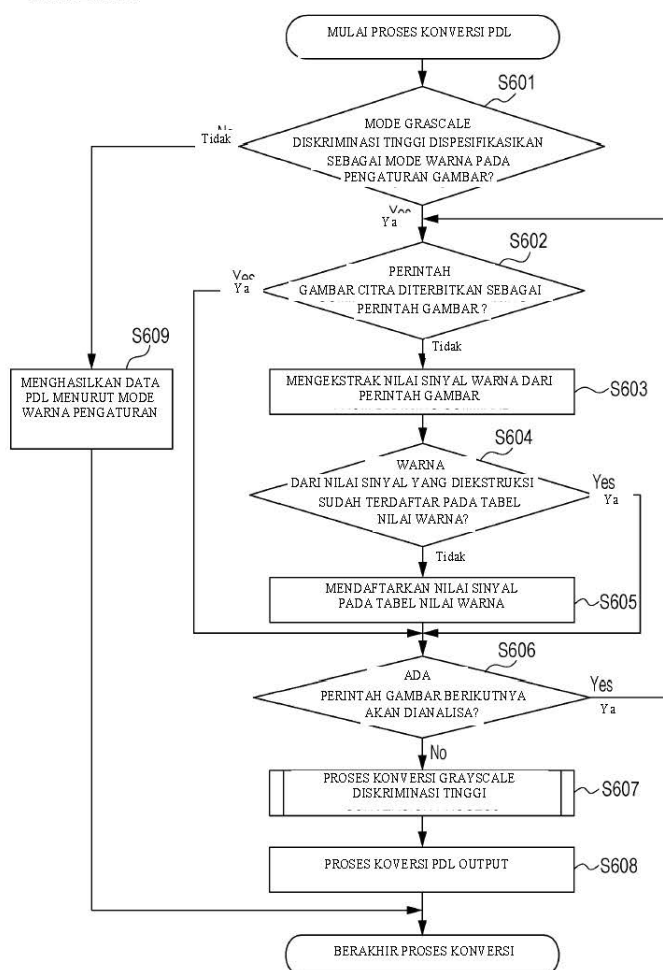 MULAI PROSES KONVERSI PDL
S601
MODE GRASCALE
DISKRIMINASI TINGGI DISPESIFIKASIKAN
SEBAGAI MODE WARNA PADA
PENGATURAN GAMBAR?
Tidak
Yes
Ya
S602
PERINTAH
GAMBAR CITRA DITERBITKAN SEBAGAI
PERINTAH GAMBAR ?
Yes
Ya
Tidak
S609
MENGHASILKAN DATA
PDL MENURUT MODE
WARNA PENGATURAN
MENGEKSTRAK NILAI SINYAL WARNA DARI
PERINTAH GAMBAR
S603
S604
WARNA
DARI NILAI SINYAL YANG DIEKSTRUKSI
SUDAH TERDAFTAR PADA TABEL
NILAI WARNA?
Yes
Ya
Tidak
MENDAFTARKAN NILAI SINYAL
PADA TABEL NILAI WARNA
S605
S606
ADA
PERINTAH GAMBAR BERIKUTNYA
AKAN DIANALISA?
Yes
Ya
No
PROSES KONVERSI GRAYSCALE
DISKRIMINASI TINGGI
S607
PROSES KOVERSI PDL OUTPUT
S608
BERAKHIR PROSES KONVERSI